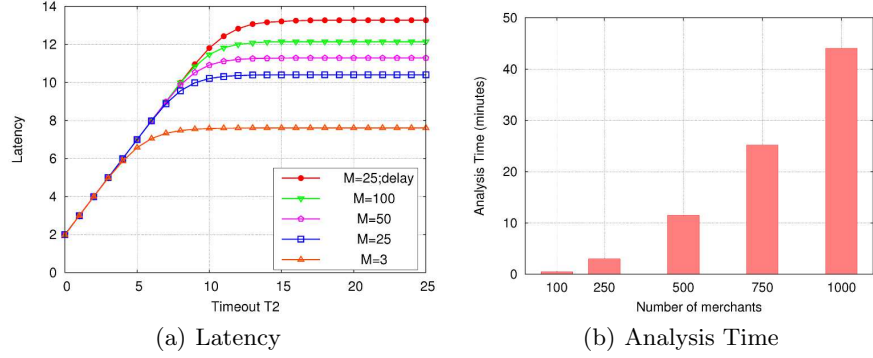 14
12
10
8
6
4
2
0
Latency
0 5 10 15 20 25
Timeout T2
M=25;delay
M=100
M=50
M=25
M=3
(a) Latency
50
40
30
20
10
0
Analysis Time (minutes)
100 250 500 750 1000
Number of merchants
(b) Analysis Time